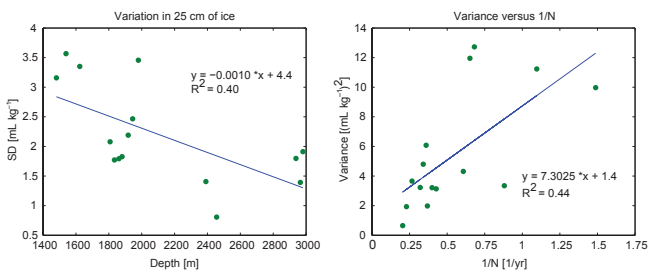 Variation in 25 cm of ice
4
3.5
3
2.5
2
1.5
1
0.5
SD [mL kg⁻¹]
y = −0.0010 *x + 4.4
R² = 0.40
1400 1600 1800 2000 2200 2400 2600 2800 3000
Depth [m]
Variance versus 1/N
14
12
10
8
6
4
2
0
Variance [(mL kg⁻¹)²]
y = 7.3025 *x + 1.4
R² = 0.44
0 0.25 0.5 0.75 1 1.25 1.5 1.75
1/N [1/yr]